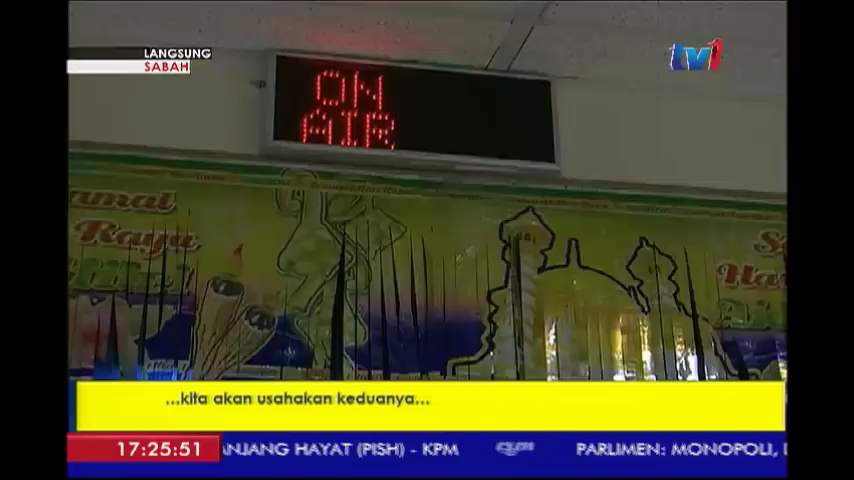 LANGSUNG
SABAH
tv1
ON
AIR
Raya
...kita akan usahakan keduanya...
17:25:51
ANJANG HAYAT (PISH) - KPM
PARLIMEN: MONOPOLI,